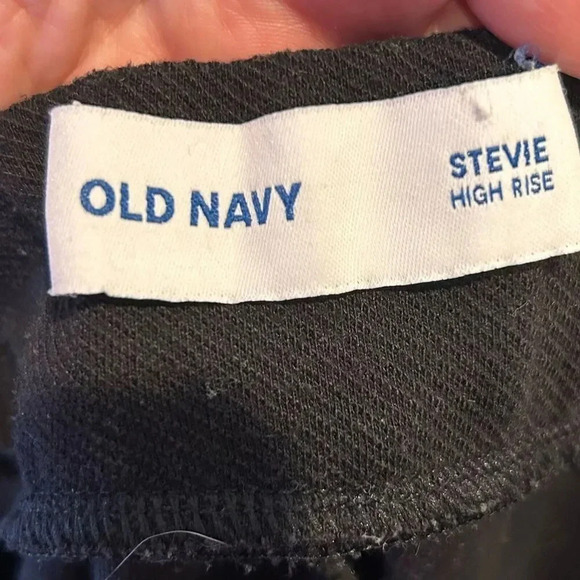 OLD NAVY
STEVIE
HIGH RISE